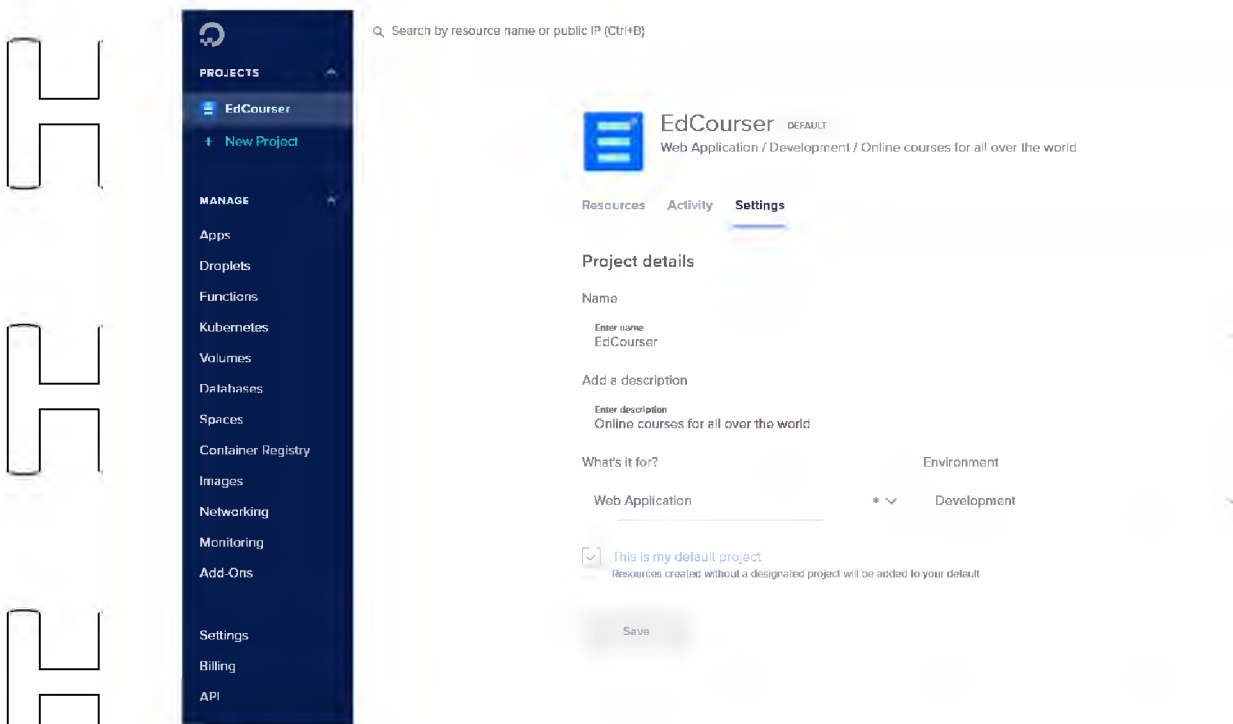 Search by resource name or public IP (Ctrl+B)
PROJECTS
EdCourser
+ New Project
MANAGE
Apps
Droplets
Functions
Kubernetes
Volumes
Databases
Spaces
Container Registry
Images
Networking
Monitoring
Add-Ons
Settings
Billing
API
EdCourser DEFAULT
Web Application / Development / Online courses for all over the world
Resources Activity Settings
Project details
Name
Enter name
EdCourser
Add a description
Enter description
Online courses for all over the world
What's it for? Environment
Web Application Development
This is my default project
Resources created without a designated project will be added to your default
Save